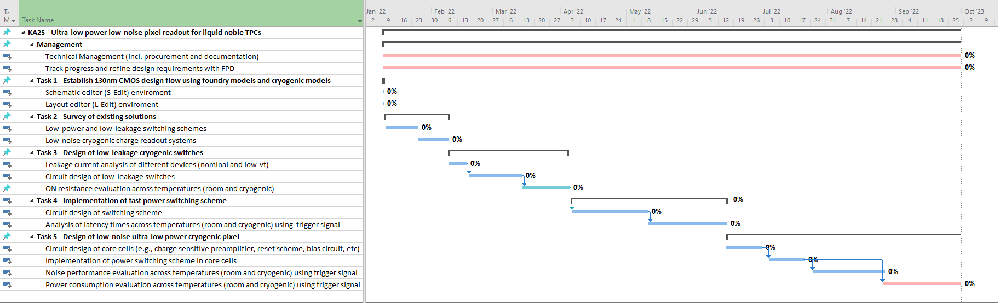 Jan '22 Feb '22 Mar '22 Apr '22 May '22 Jun '22 Jul '22 Aug '22 Sep '22 Oct '23
Ta
M Task Name 2 9 16 23 30 6 13 20 27 6 13 20 27 3 10 17 24 1 8 15 22 29 5 12 19 26 3 10 17 24 31 7 14 21 28 4 11 18 25 2 9
KA25 - Ultra-low power low-noise pixel readout for liquid noble TPCs
Management
Technical Management (incl. procurement and documentation) 0%
Track progress and refine design requirements with FPD 0%
Task 1 - Establish 130nm CMOS design flow using foundry models and cryogenic models
Schematic editor (S-Edit) enviroment 0%
Layout editor (L-Edit) enviroment 0%
Task 2 - Survey of existing solutions
Low-power and low-leakage switching schemes 0%
Low-noise cryogenic charge readout systems 0%
Task 3 - Design of low-leakage cryogenic switches
Leakage current analysis of different devices (nominal and low-vt) 0%
Circuit design of low-leakage switches 0%
ON resistance evaluation across temperatures (room and cryogenic) 0%
Task 4 - Implementation of fast power switching scheme 0%
Circuit design of switching scheme 0%
Analysis of latency times across temperatures (room and cryogenic) using trigger signal 0%
Task 5 - Design of low-noise ultra-low power cryogenic pixel
Circuit design of core cells (e.g., charge sensitive preamplifier, reset scheme, bias circuit, etc) 0%
Implementation of power switching scheme in core cells 0%
Noise performance evaluation across temperatures (room and cryogenic) using trigger signal 0%
Power consumption evaluation across temperatures (room and cryogenic) using trigger signal 0%